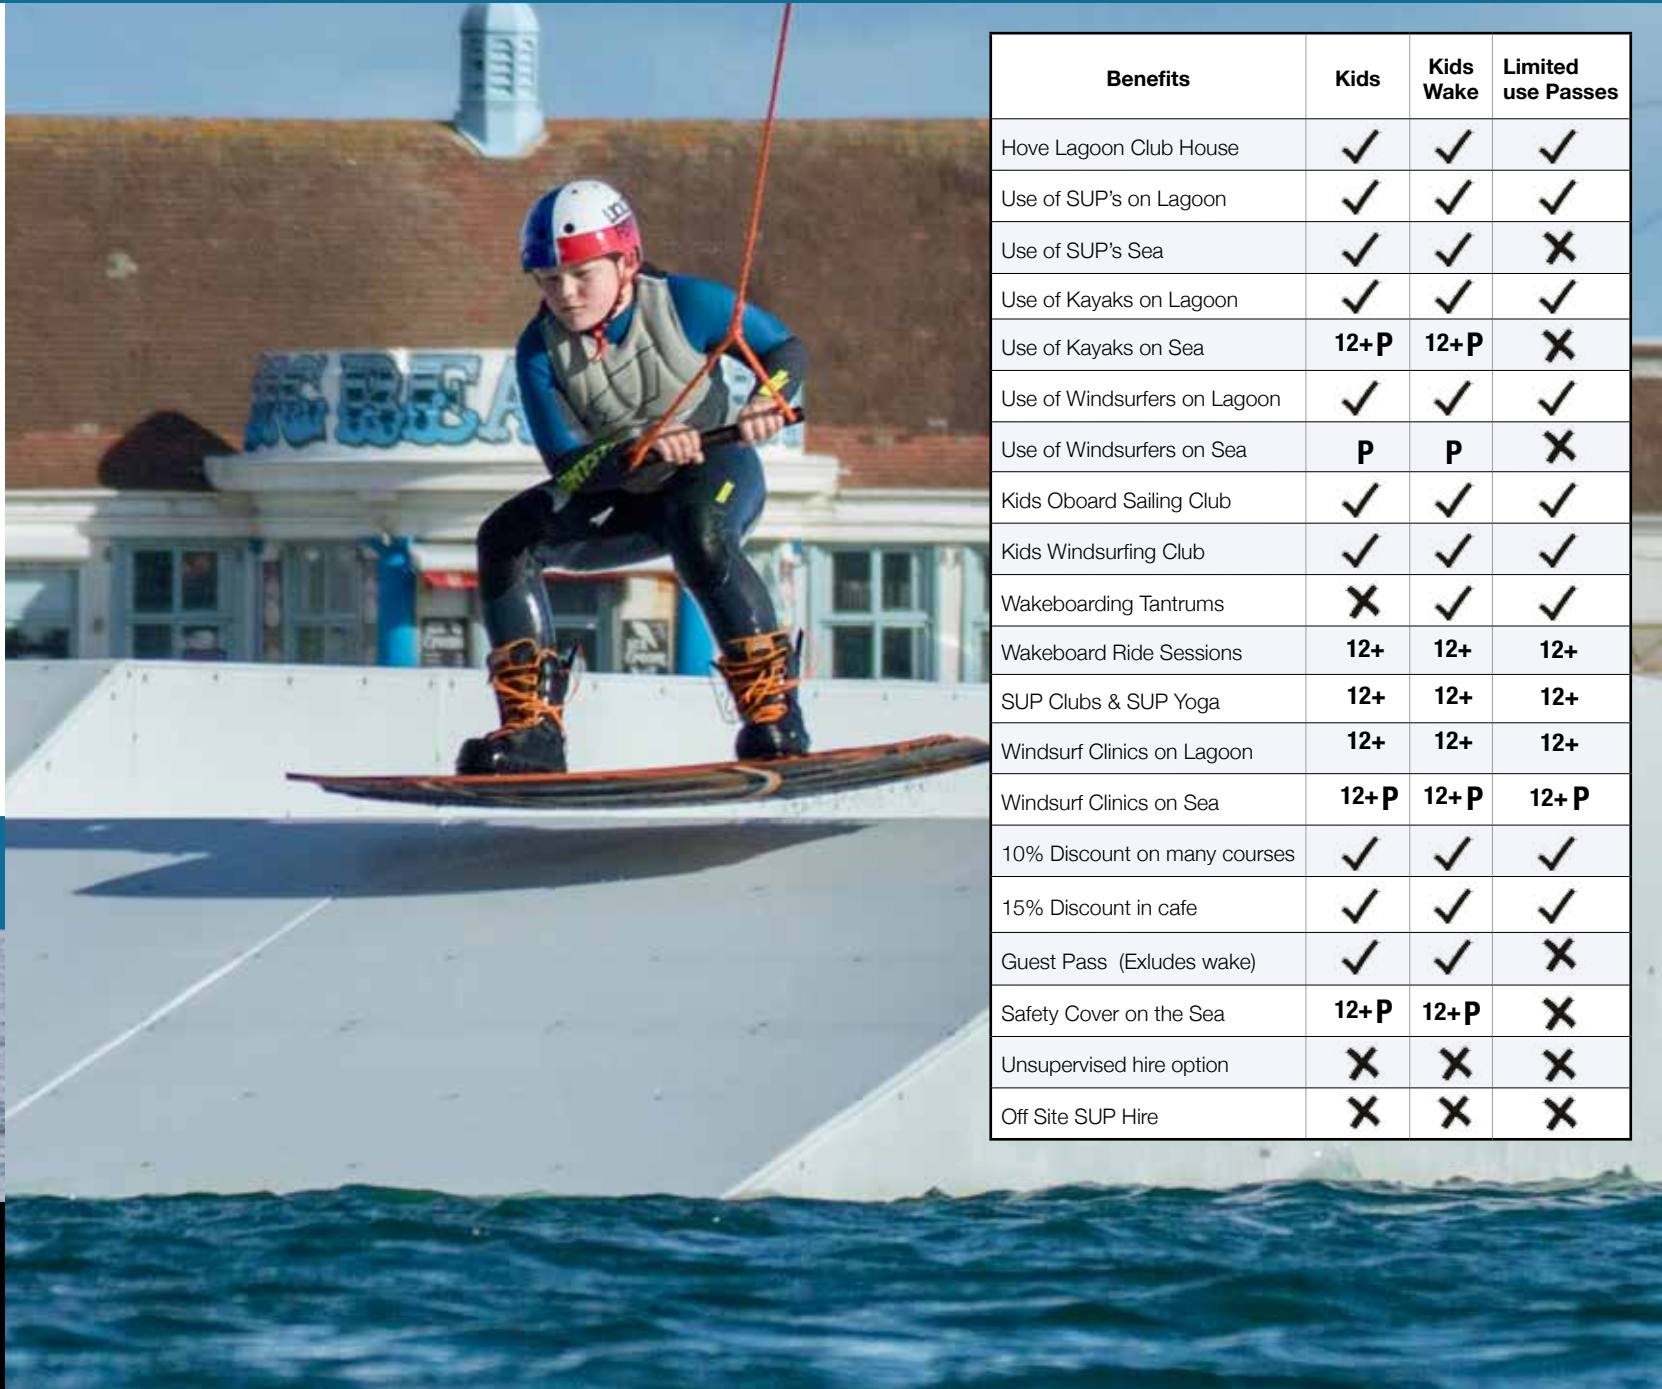 Benefits Kids Kids Wake Limited use Passes
Hove Lagoon Club House ✓ ✓ ✓
Use of SUP's on Lagoon ✓ ✓ ✓
Use of SUP's Sea ✓ ✓ ✗
Use of Kayaks on Lagoon ✓ ✓ ✓
Use of Kayaks on Sea 12+P 12+P ✗
Use of Windsurfers on Lagoon ✓ ✓ ✓
Use of Windsurfers on Sea P P ✗
Kids Oboard Sailing Club ✓ ✓ ✓
Kids Windsurfing Club ✓ ✓ ✓
Wakeboarding Tantrums ✗ ✓ ✓
Wakeboard Ride Sessions 12+ 12+ 12+
SUP Clubs & SUP Yoga 12+ 12+ 12+
Windsurf Clinics on Lagoon 12+ 12+ 12+
Windsurf Clinics on Sea 12+P 12+P 12+P
10% Discount on many courses ✓ ✓ ✓
15% Discount in cafe ✓ ✓ ✓
Guest Pass (Exludes wake) ✓ ✓ ✗
Safety Cover on the Sea 12+P 12+P ✗
Unsupervised hire option ✗ ✗ ✗
Off Site SUP Hire ✗ ✗ ✗